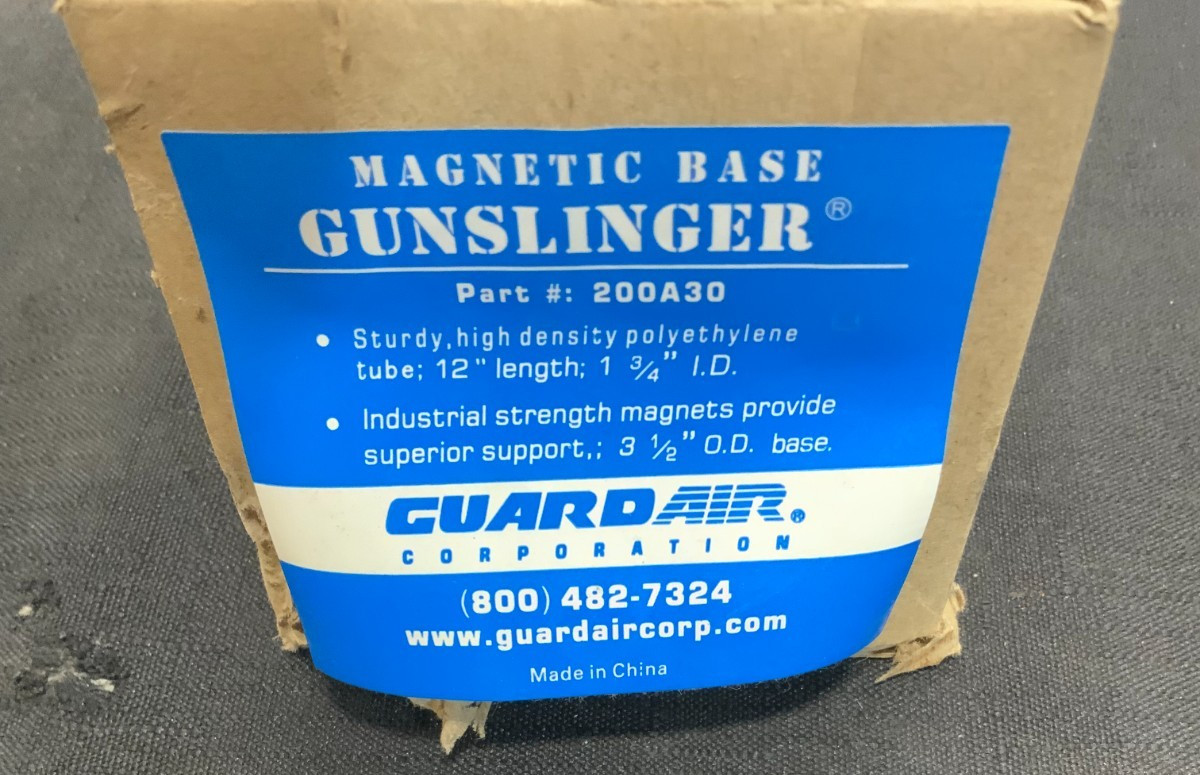 MAGNETIC BASE
GUNSLINGER®
Part #: 200A30
• Sturdy,high density polyethylene
tube; 12" length; 1 ¾" I.D.
• Industrial strength magnets provide
superior support,; 3 ½" O.D. base.
GUARDAIR®
CORPORATION
(800) 482-7324
www.guardaircorp.com
Made in China